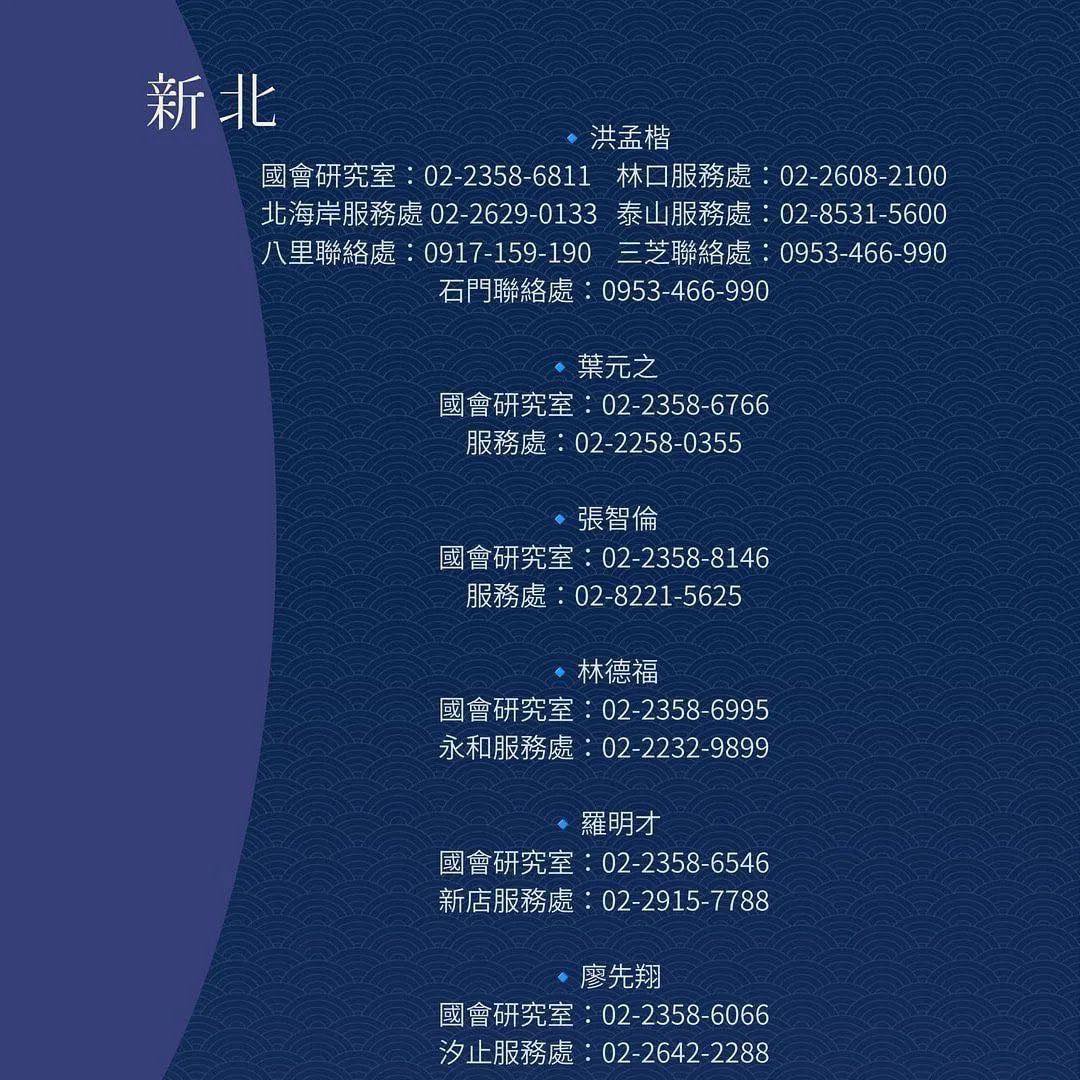 新北
🔹洪孟楷
國會研究室：02-2358-6811　林口服務處：02-2608-2100
北海岸服務處 02-2629-0133　泰山服務處：02-8531-5600
八里聯絡處：0917-159-190　三芝聯絡處：0953-466-990
石門聯絡處：0953-466-990
🔹葉元之
國會研究室：02-2358-6766
服務處：02-2258-0355
🔹張智倫
國會研究室：02-2358-8146
服務處：02-8221-5625
🔹林德福
國會研究室：02-2358-6995
永和服務處：02-2232-9899
🔹羅明才
國會研究室：02-2358-6546
新店服務處：02-2915-7788
🔹廖先翔
國會研究室：02-2358-6066
汐止服務處：02-2642-2288